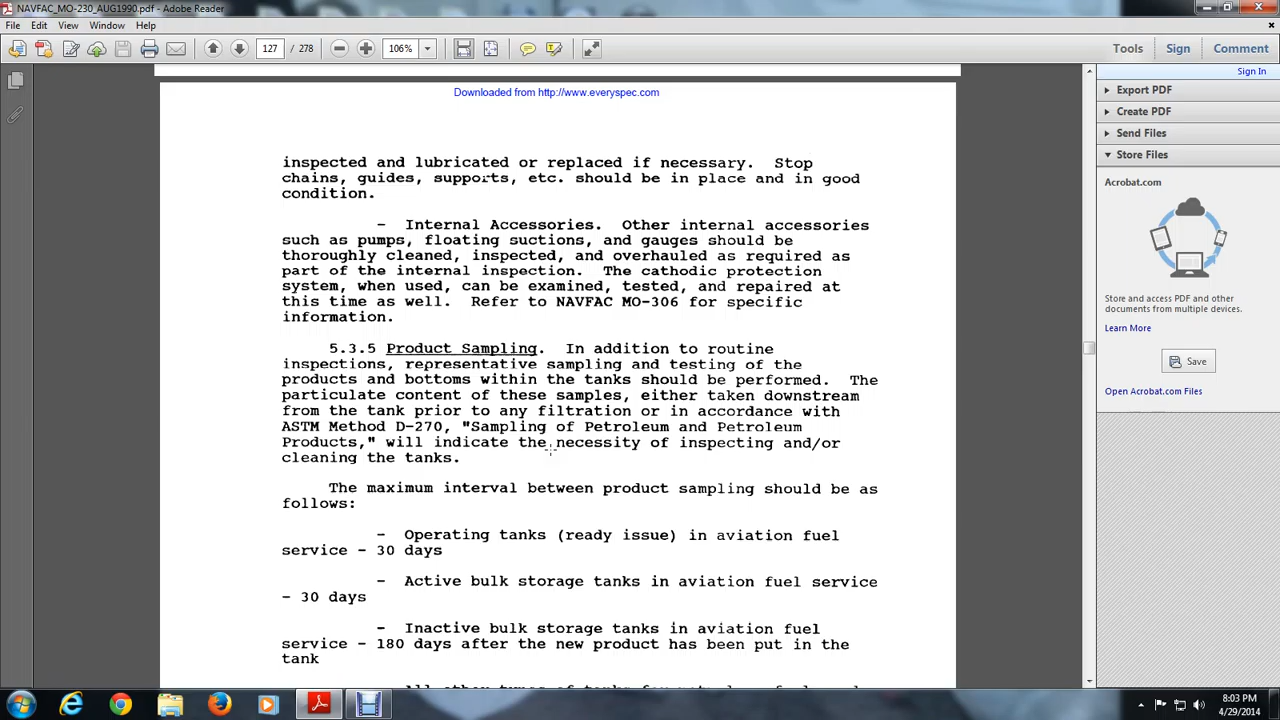 NAVFAC_MO-230_AUG1990.pdf - Adobe Reader
File Edit View Window Help
127 / 278 106% Tools Sign Comment
Sign In
Export PDF
Create PDF
Send Files
Store Files
Acrobat.com
Store and access PDF and other
documents from multiple devices.
Learn More
Save
Open Acrobat.com Files
Downloaded from http://www.everyspec.com
inspected and lubricated or replaced if necessary. Stop
chains, guides, supports, etc. should be in place and in good
condition.
- Internal Accessories. Other internal accessories
such as pumps, floating suctions, and gauges should be
thoroughly cleaned, inspected, and overhauled as required as
part of the internal inspection. The cathodic protection
system, when used, can be examined, tested, and repaired at
this time as well. Refer to NAVFAC MO-306 for specific
information.
5.3.5 Product Sampling. In addition to routine
inspections, representative sampling and testing of the
products and bottoms within the tanks should be performed. The
particulate content of these samples, either taken downstream
from the tank prior to any filtration or in accordance with
ASTM Method D-270, "Sampling of Petroleum and Petroleum
Products," will indicate the necessity of inspecting and/or
cleaning the tanks.
The maximum interval between product sampling should be as
follows:
- Operating tanks (ready issue) in aviation fuel
service - 30 days
- Active bulk storage tanks in aviation fuel service
- 30 days
- Inactive bulk storage tanks in aviation fuel
service - 180 days after the new product has been put in the
tank
8:03 PM
4/29/2014